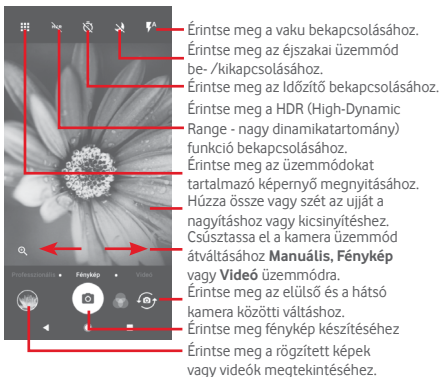 Érintse meg a vaku bekapcsolásához.
Érintse meg az éjszakai üzemmód
be- /kikapcsolásához.
Érintse meg az Időzítő bekapcsolásához.
Érintse meg a HDR (High-Dynamic
Range - nagy dinamikatartomány)
funkció bekapcsolásához.
Érintse meg az üzemmódokat
tartalmazó képernyő megnyitásához.
Húzza össze vagy szét az ujját a
nagyításhoz vagy kicsinyítéshez.
Csúsztassa el a kamera üzemmód
átváltásához Manuális, Fénykép
vagy Videó üzemmódra.
Professzionális • Fénykép • Videó
Érintse meg az elülső és a hátsó
kamera közötti váltáshoz.
Érintse meg fénykép készítéséhez
Érintse meg a rögzített képek
vagy videók megtekintéséhez.